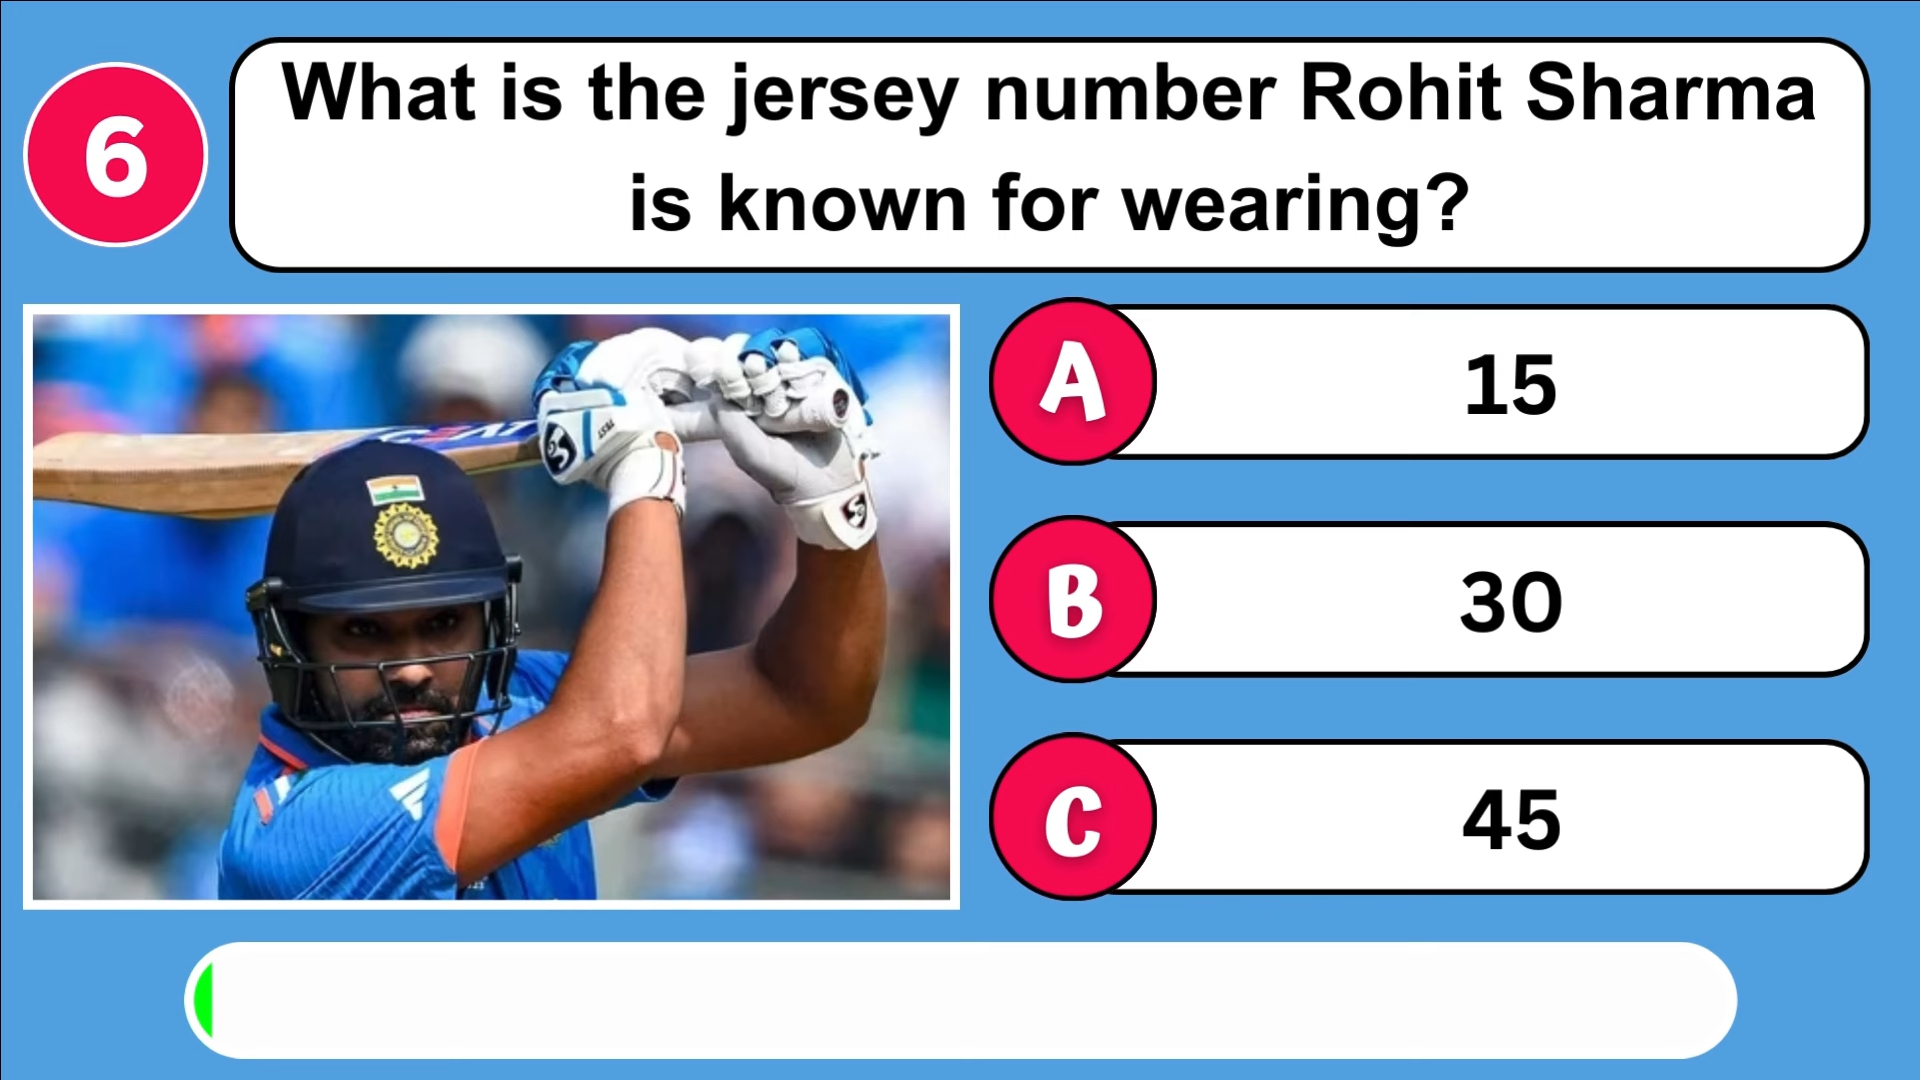 6
What is the jersey number Rohit Sharma
is known for wearing?
A
15
B
30
C
45